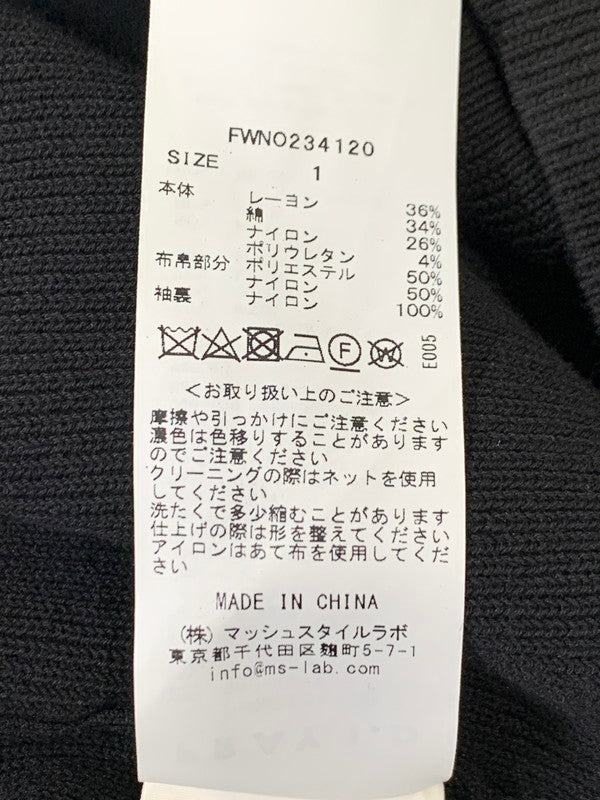 FWNO234120
SIZE 1
本体 レーヨン 36%
綿 34%
ナイロン 26%
ポリウレタン 4%
布帛部分 ポリエステル 50%
ナイロン 50%
袖裏 ナイロン 100%
F W E005
＜お取り扱い上のご注意＞
摩擦や引っかけにご注意ください
濃色は色移りすることがあります
のでご注意ください
クリーニングの際はネットを使用
してください
洗たくで多少縮むことがあります
仕上げの際は形を整えてください
アイロンはあて布を使用してくだ
さい
MADE IN CHINA
(株) マッシュスタイルラボ
東京都千代田区麹町5-7-1
info@ms-lab.com